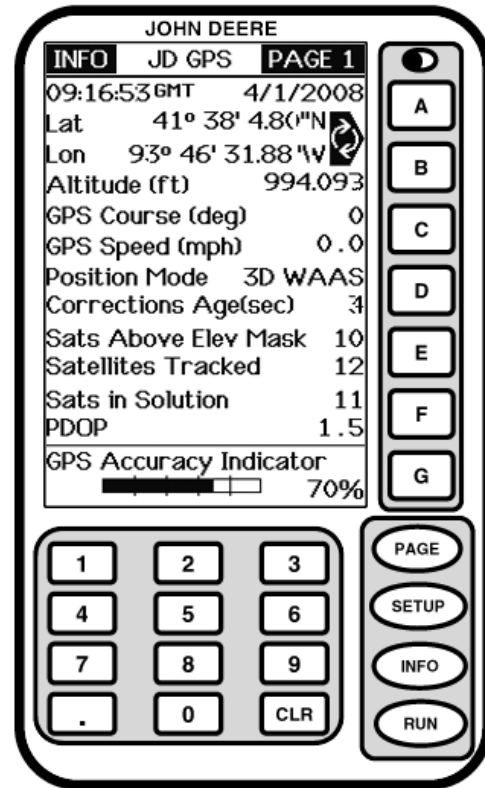 JOHN DEERE
INFO JD GPS PAGE 1
09:16:53 GMT 4/1/2008
Lat 41º 38' 4.80"N
Lon 93º 46' 31.88 "W
Altitude (ft) 994.093
GPS Course (deg) 0
GPS Speed (mph) 0.0
Position Mode 3D WAAS
Corrections Age(sec)
Sats Above Elev Mask 10
Satellites Tracked 12
Sats in Solution 11
PDOP 1.5
GPS Accuracy Indicator
70%
A
B
C
D
E
F
G
PAGE
SETUP
INFO
RUN
1 2 3
4 5 6
7 8 9
. 0 CLR